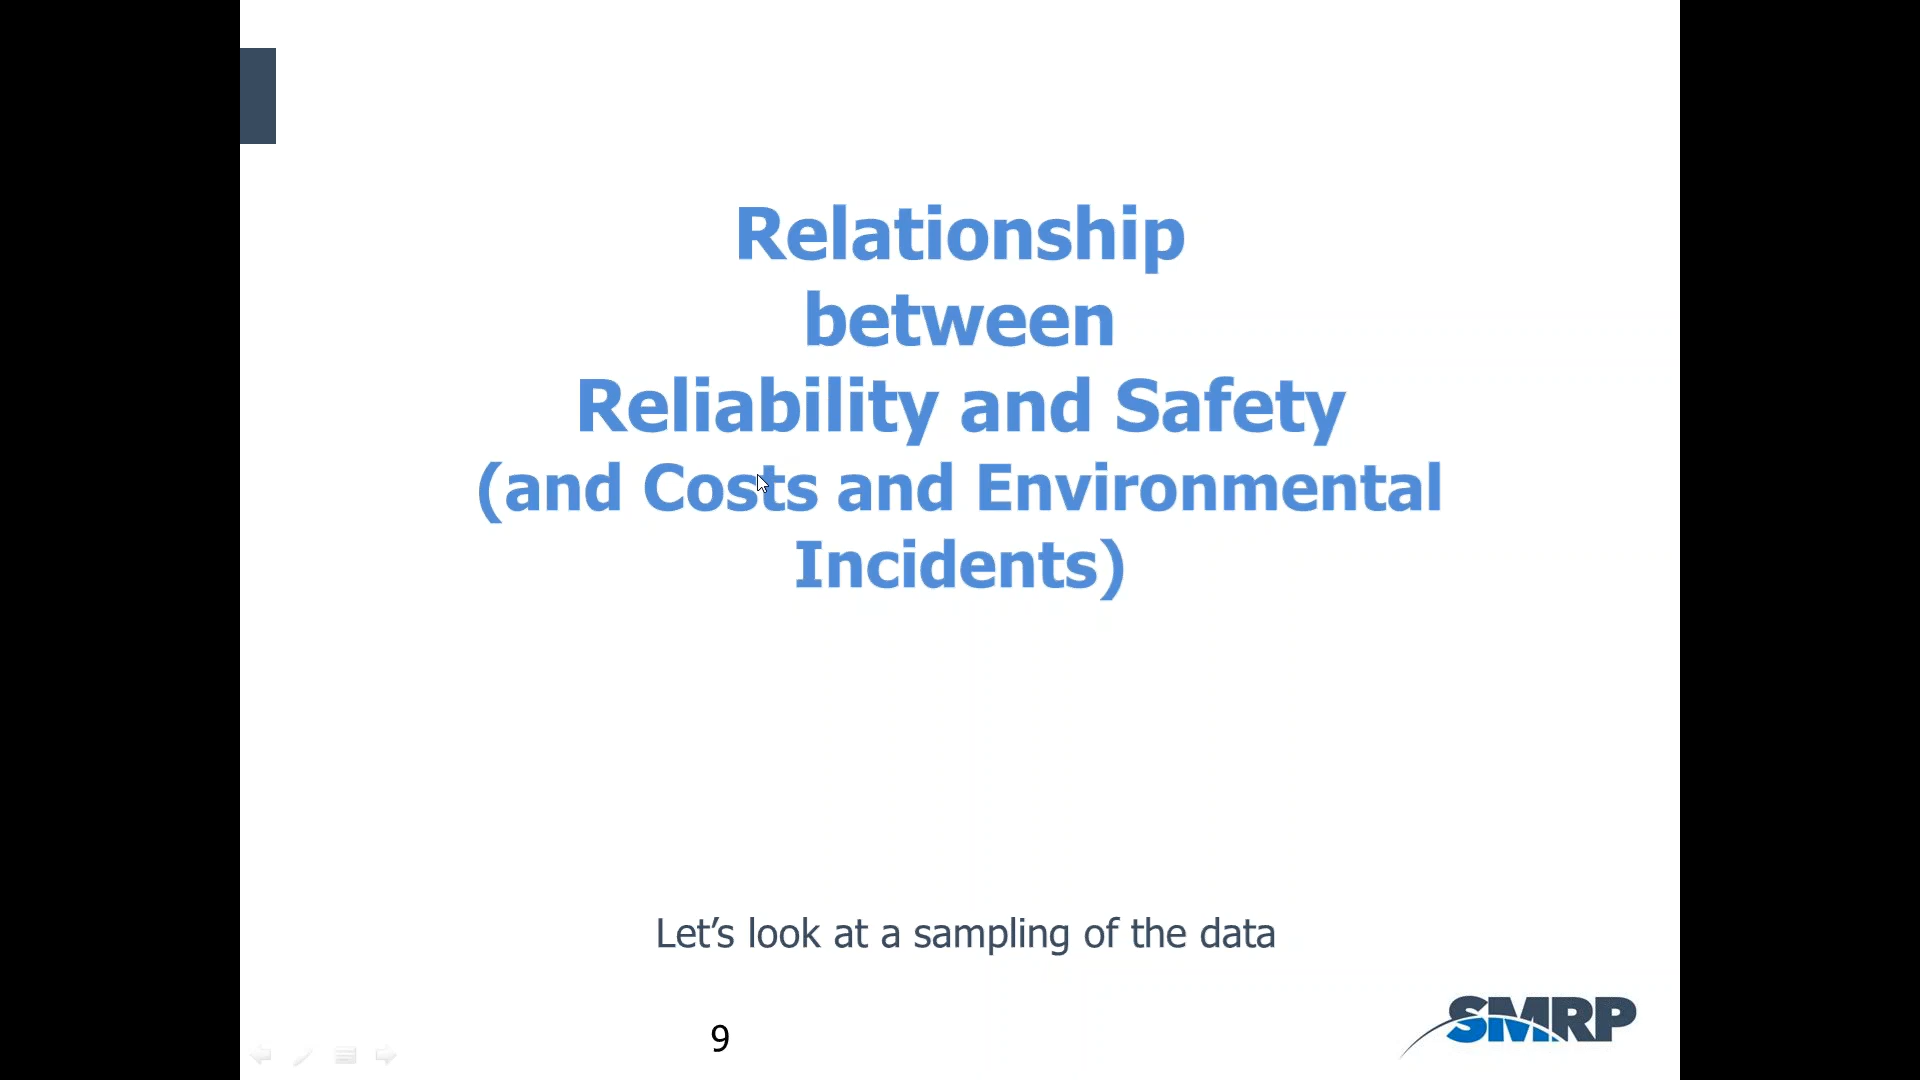 Relationship
between
Reliability and Safety
(and Costs and Environmental
Incidents)
Let’s look at a sampling of the data
9
SMRP